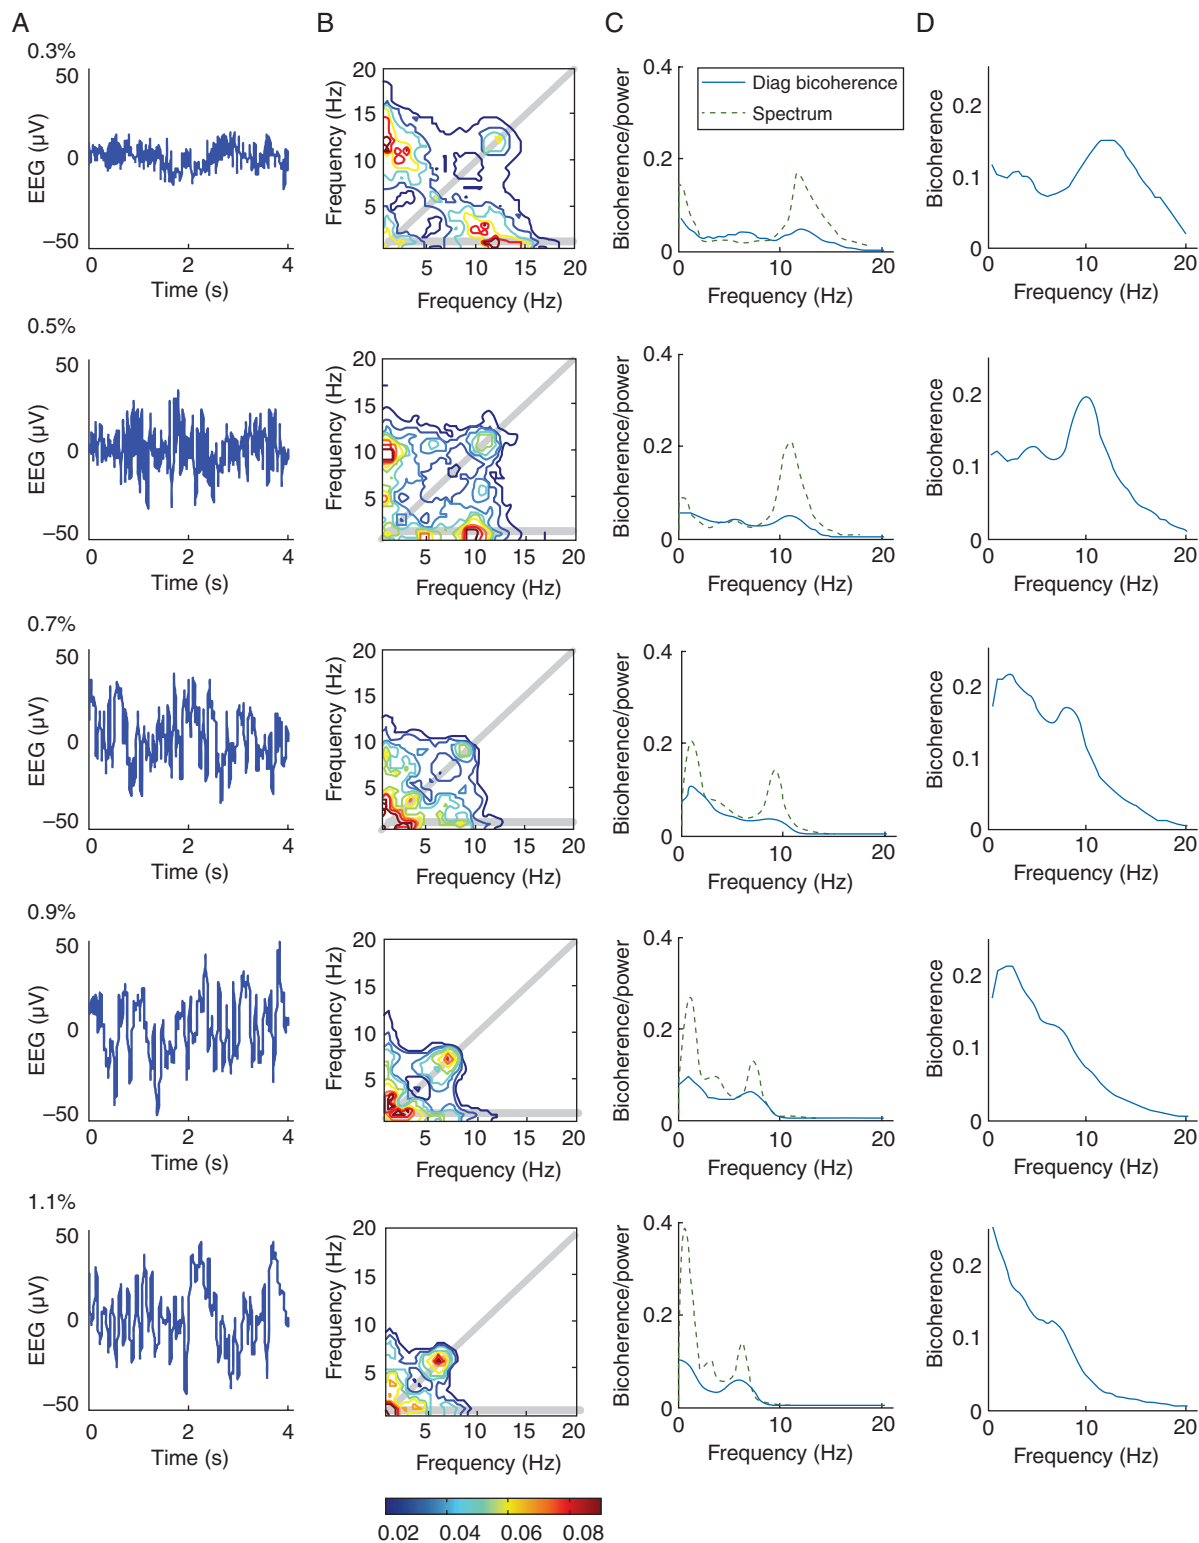 A B C D
0.3%
50
0
−50
EEG (µV)
0 2 4
Time (s)
20
15
10
5
Frequency (Hz)
5 10 15 20
Frequency (Hz)
0.4
0.2
0
Bicoherence/power
Diag bicoherence
Spectrum
0 10 20
Frequency (Hz)
0.2
0.1
0
Bicoherence
0 10 20
Frequency (Hz)
0.5%
50
0
−50
EEG (µV)
0 2 4
Time (s)
20
15
10
5
Frequency (Hz)
5 10 15 20
Frequency (Hz)
0.4
0.2
0
Bicoherence/power
0 10 20
Frequency (Hz)
0.2
0.1
0
Bicoherence
0 10 20
Frequency (Hz)
0.7%
50
0
−50
EEG (µV)
0 2 4
Time (s)
20
15
10
5
Frequency (Hz)
5 10 15 20
Frequency (Hz)
0.4
0.2
0
Bicoherence/power
0 10 20
Frequency (Hz)
0.2
0.1
0
Bicoherence
0 10 20
Frequency (Hz)
0.9%
50
0
−50
EEG (µV)
0 2 4
Time (s)
20
15
10
5
Frequency (Hz)
5 10 15 20
Frequency (Hz)
0.4
0.2
0
Bicoherence/power
0 10 20
Frequency (Hz)
0.2
0.1
0
Bicoherence
0 10 20
Frequency (Hz)
1.1%
50
0
−50
EEG (µV)
0 2 4
Time (s)
20
15
10
5
Frequency (Hz)
5 10 15 20
Frequency (Hz)
0.4
0.2
0
Bicoherence/power
0 10 20
Frequency (Hz)
0.2
0.1
0
Bicoherence
0 10 20
Frequency (Hz)
0.02 0.04 0.06 0.08